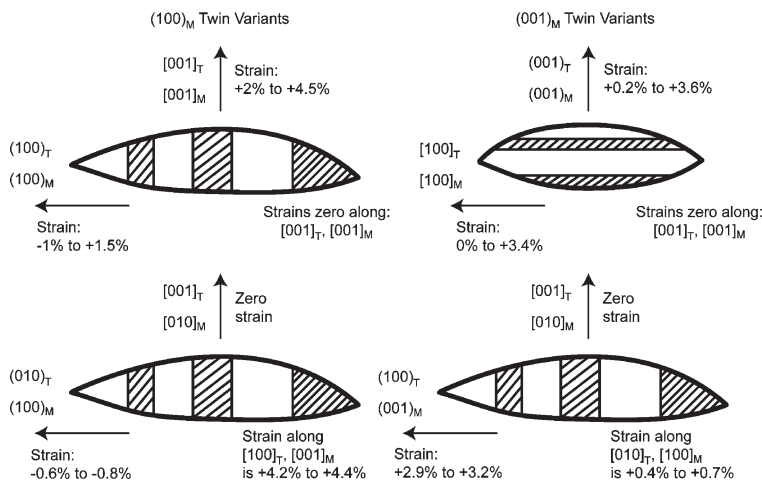 (100)M Twin Variants
[001]T
[001]M
Strain:
+2% to +4.5%
(100)T
(100)M
Strain:
-1% to +1.5%
Strains zero along:
[001]T, [001]M
(001)M Twin Variants
(001)T
(001)M
Strain:
+0.2% to +3.6%
[100]T
[100]M
Strain:
0% to +3.4%
Strains zero along:
[001]T, [001]M
[001]T
[010]M
Zero
strain
(010)T
(100)M
Strain:
-0.6% to -0.8%
Strain along
[100]T, [001]M
is +4.2% to +4.4%
[001]T
[010]M
Zero
strain
(100)T
(001)M
Strain:
+2.9% to +3.2%
Strain along
[010]T, [100]M
is +0.4% to +0.7%